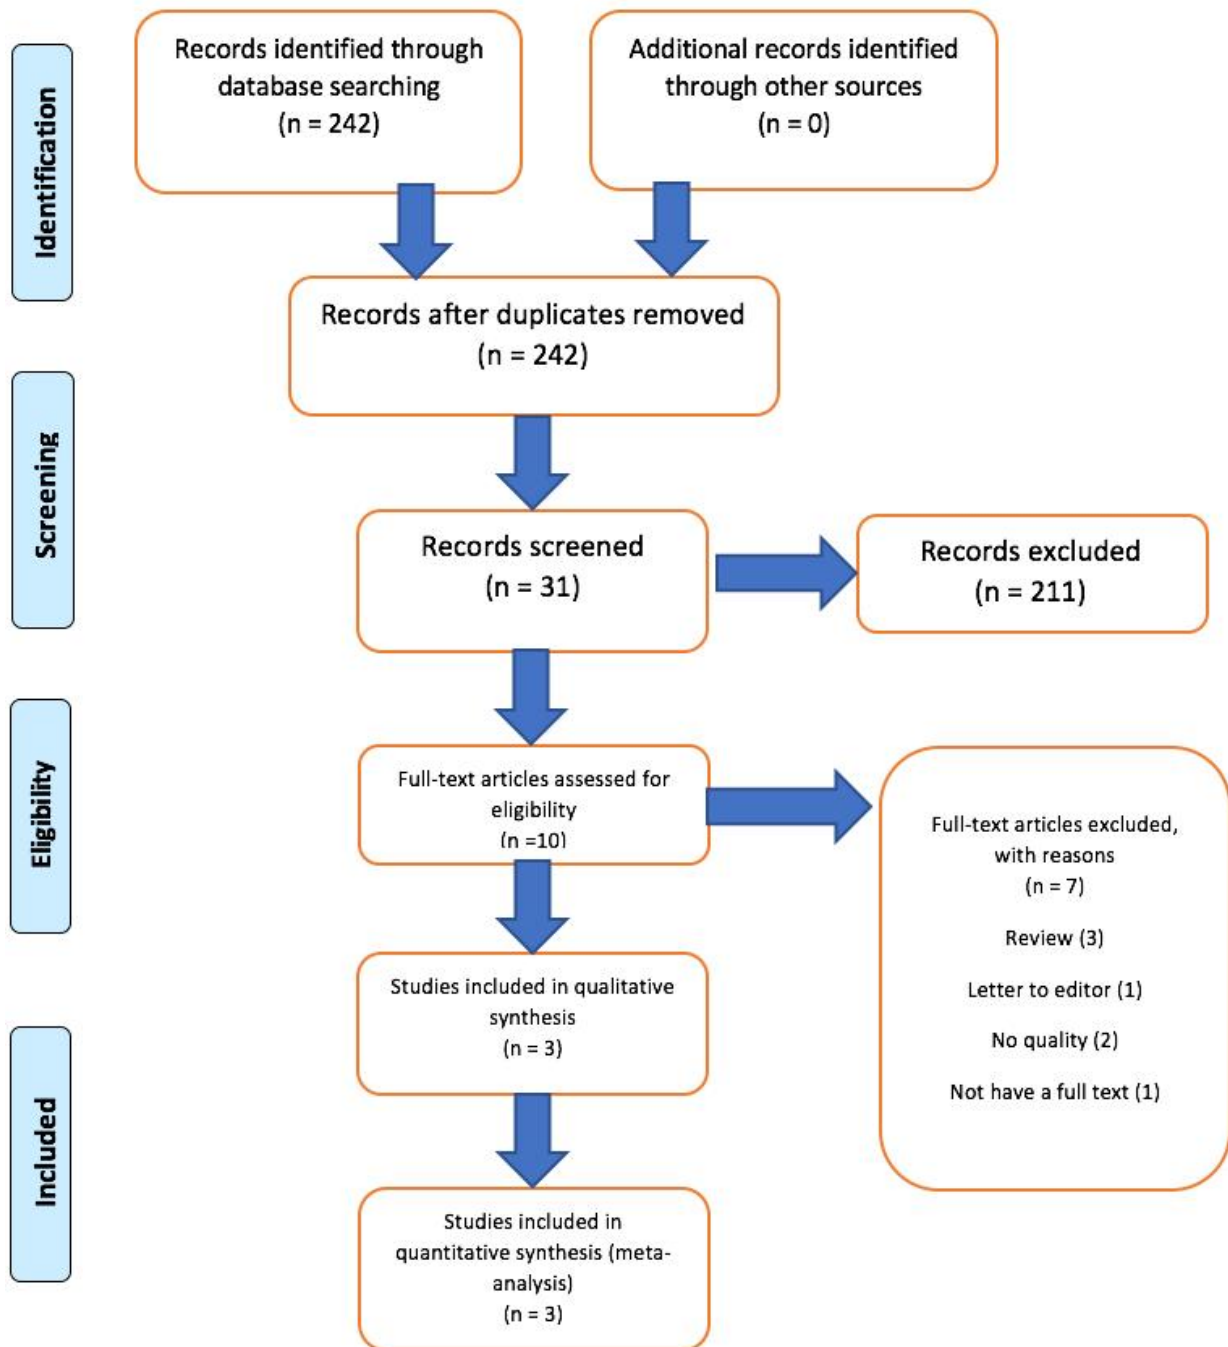 Identification
Records identified through
database searching
(n = 242)
Additional records identified
through other sources
(n = 0)
Records after duplicates removed
(n = 242)
Screening
Records screened
(n = 31)
Records excluded
(n = 211)
Eligibility
Full-text articles assessed for
eligibility
(n =10)
Full-text articles excluded,
with reasons
(n = 7)
Review (3)
Letter to editor (1)
No quality (2)
Not have a full text (1)
Included
Studies included in qualitative
synthesis
(n = 3)
Studies included in
quantitative synthesis (meta-
analysis)
(n = 3)